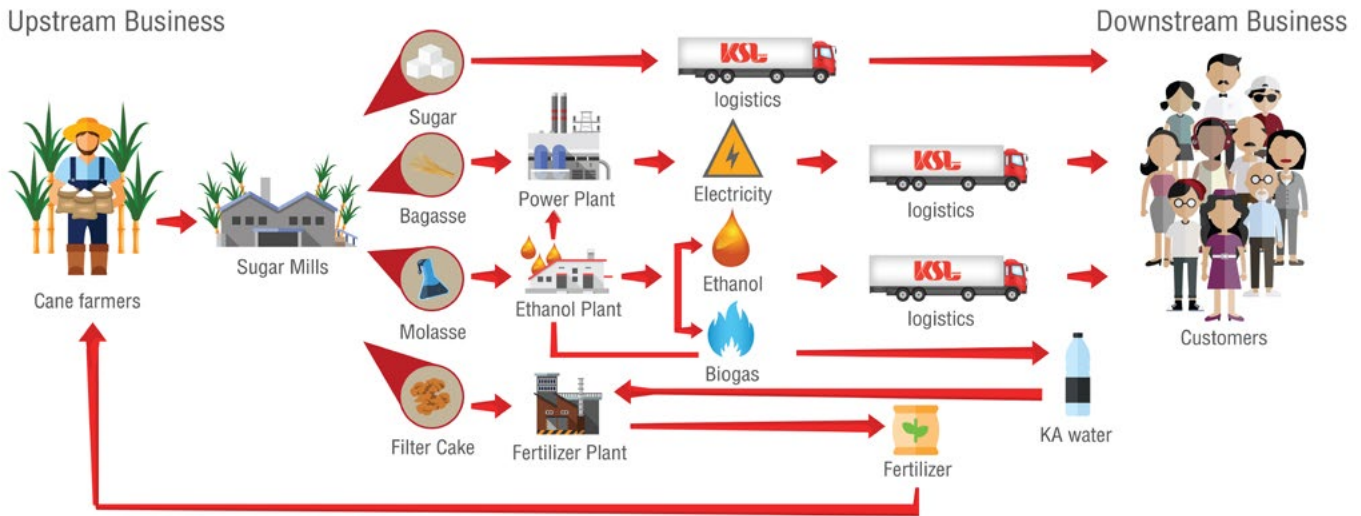 Upstream Business
Downstream Business
KSL
logistics
Sugar
Power Plant
Electricity
KSL
logistics
Bagasse
Sugar Mills
Cane farmers
Molasse
Ethanol Plant
Ethanol
KSL
logistics
Biogas
Customers
Filter Cake
Fertilizer Plant
Fertilizer
KA water